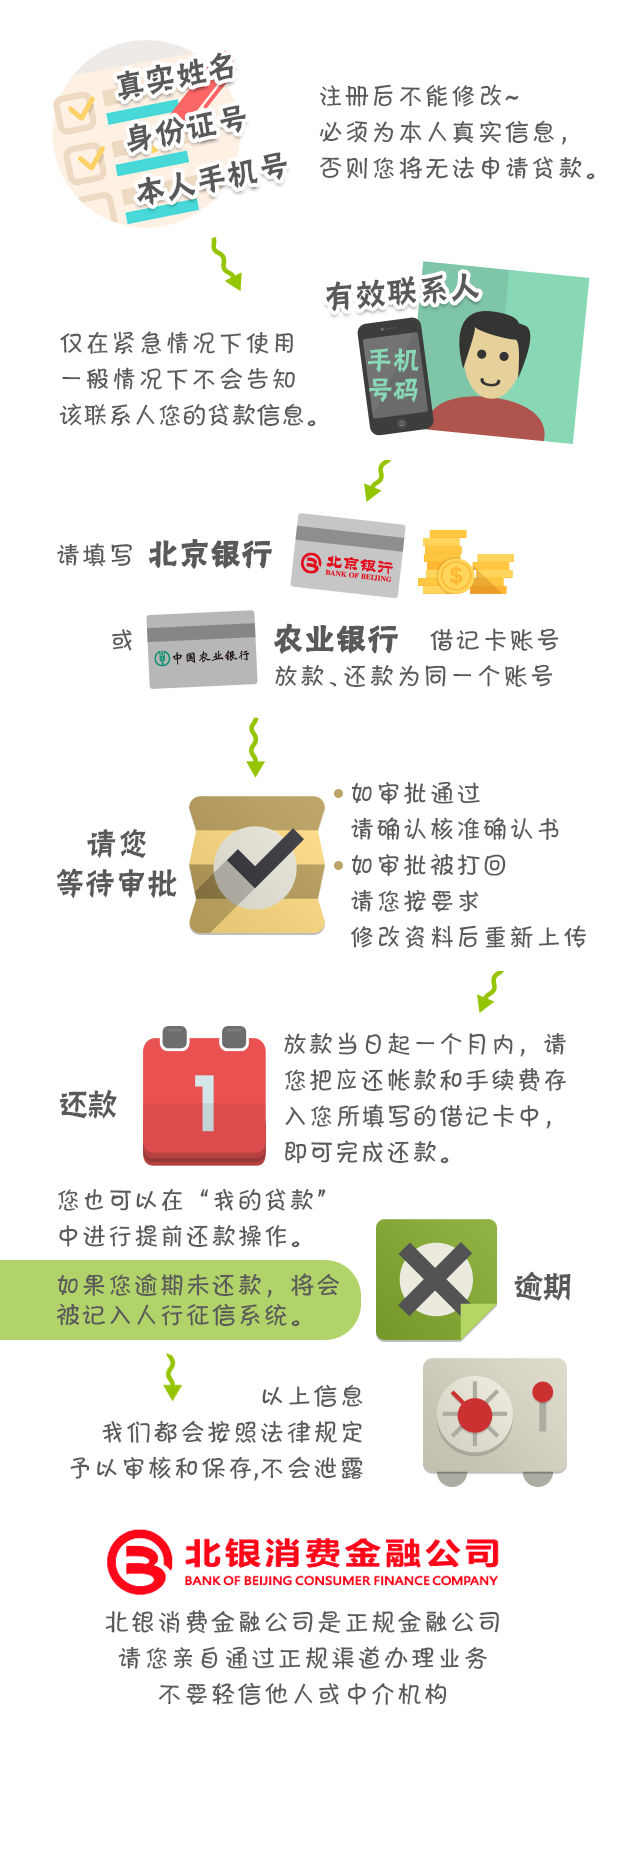 真实姓名
身份证号
本人手机号
注册后不能修改~
必须为本人真实信息，
否则您将无法申请贷款。
有效联系人
手机
号码
仅在紧急情况下使用
一般情况下不会告知
该联系人您的贷款信息。
请填写 北京银行
北京银行
BANK OF BEIJING
$
或
中国农业银行
农业银行 借记卡账号
放款、还款为同一个账号
请您
等待审批
如审批通过
请确认核准确认书
如审批被打回
请您按要求
修改资料后重新上传
还款
1
放款当日起一个月内，请
您把应还帐款和手续费存
入您所填写的借记卡中，
即可完成还款。
您也可以在“我的贷款”
中进行提前还款操作。
如果您逾期未还款，将会
被记入人行征信系统。
逾期
以上信息
我们都会按照法律规定
予以审核和保存,不会泄露
北银消费金融公司
BANK OF BEIJING CONSUMER FINANCE COMPANY
北银消费金融公司是正规金融公司
请您亲自通过正规渠道办理业务
不要轻信他人或中介机构